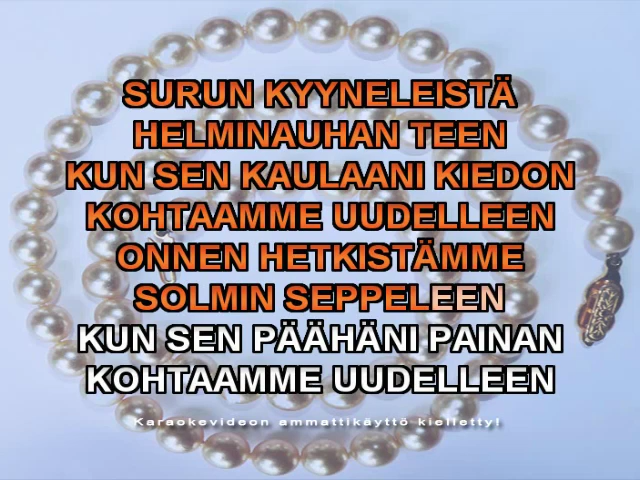 SURUN KYYNELEISTÄ
HELMINAUHAN TEEN
KUN SEN KAULAANI KIEDON
KOHTAAMME UUDELLEEN
ONNEN HETKISTÄMME
SOLMIN SEPPELEEN
KUN SEN PÄÄHÄNI PAINAN
KOHTAAMME UUDELLEEN
Karaokevideon ammattikäyttö kielletty!